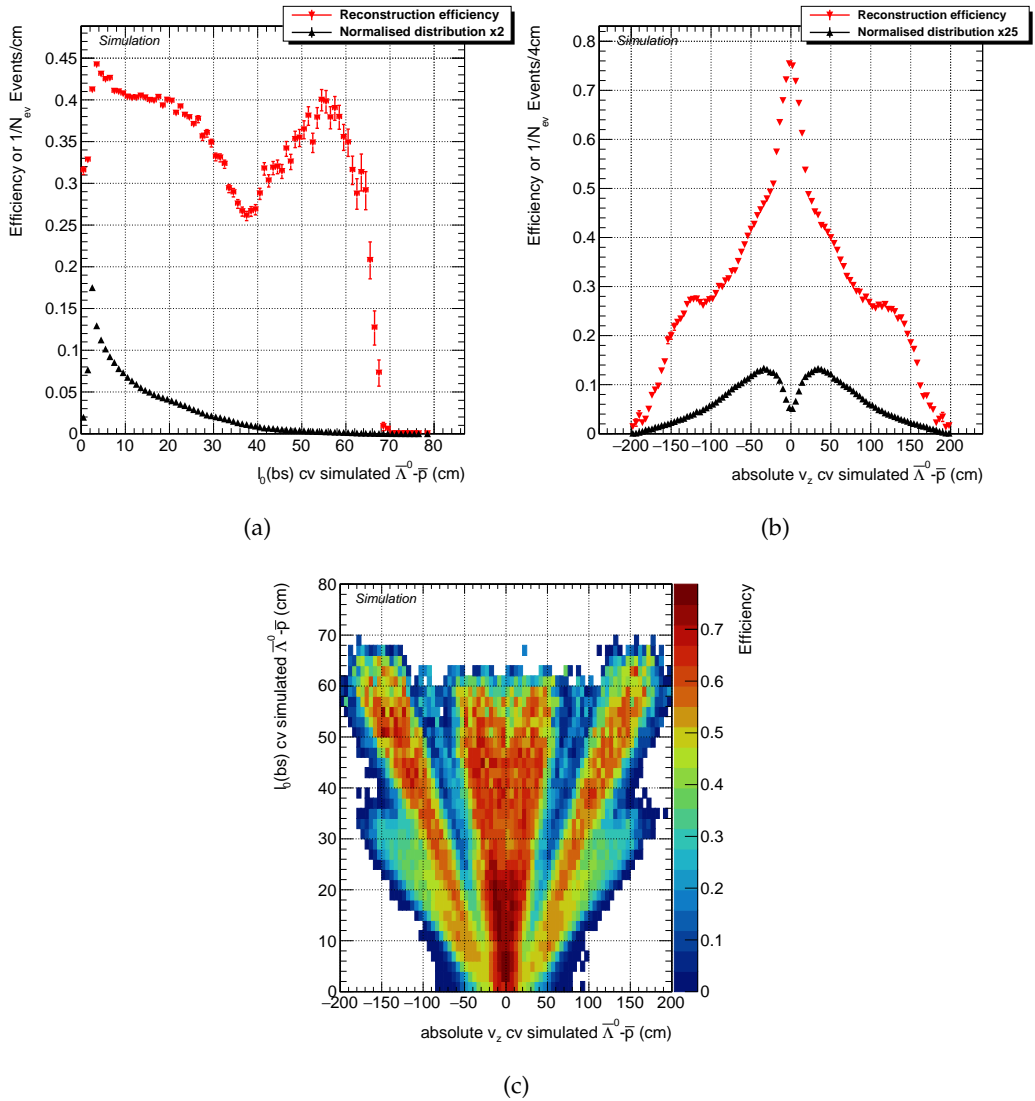 Reconstruction efficiency
Normalised distribution x2
Simulation
Efficiency or 1/N_ev Events/cm
0.45
0.4
0.35
0.3
0.25
0.2
0.15
0.1
0.05
0
0 10 20 30 40 50 60 70 80
l_0(bs) cv simulated Λ̅^0-p̅ (cm)
(a)
Reconstruction efficiency
Normalised distribution x25
Simulation
Efficiency or 1/N_ev Events/4cm
0.8
0.7
0.6
0.5
0.4
0.3
0.2
0.1
0
−200 −150 −100 −50 0 50 100 150 200
absolute v_z cv simulated Λ̅^0-p̅ (cm)
(b)
Simulation
l_0(bs) cv simulated Λ̅^0-p̅ (cm)
80
70
60
50
40
30
20
10
0
−200 −150 −100 −50 0 50 100 150 200
absolute v_z cv simulated Λ̅^0-p̅ (cm)
Efficiency
0.7
0.6
0.5
0.4
0.3
0.2
0.1
0
(c)